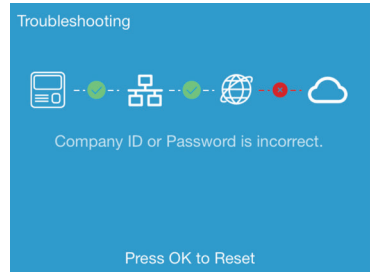 Troubleshooting
Company ID or Password is incorrect.
Press OK to Reset